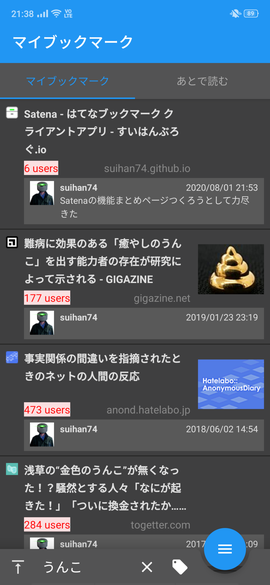 21:38
89
マイブックマーク
マイブックマーク
あとで読む
Satena - はてなブックマーク ク
ライアントアプリ - すいはんぶろ
ぐ.io
6 users
suihan74.github.io
suihan74
2020/08/01 21:53
Satenaの機能まとめページつくろうとして力尽
きた
難病に効果のある「癒やしのうん
こ」を出す能力者の存在が研究に
よって示される - GIGAZINE
177 users
gigazine.net
suihan74
2019/01/23 23:19
事実関係の間違いを指摘されたと
きのネットの人間の反応
Hatelabo::
AnonymousDiary
473 users
anond.hatelabo.jp
suihan74
2018/06/02 14:54
浅草の"金色のうんこ"が無くなっ
た！？騒然とする人々「なにが起
きた！」「ついに換金されたか……
284 users
togetter.com
suihan74
うんこ